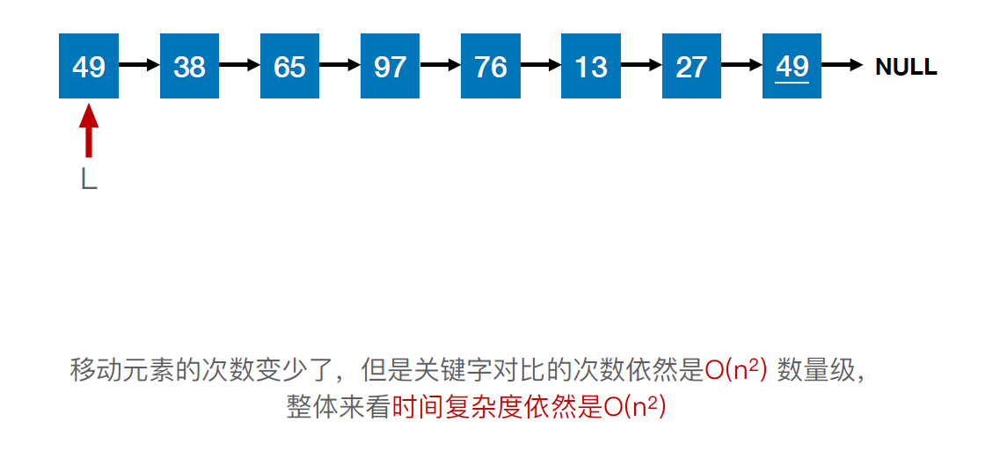 49 38 65 97 76 13 27 49 NULL
L
移动元素的次数变少了，但是关键字对比的次数依然是O(n²) 数量级，
整体来看时间复杂度依然是O(n²)